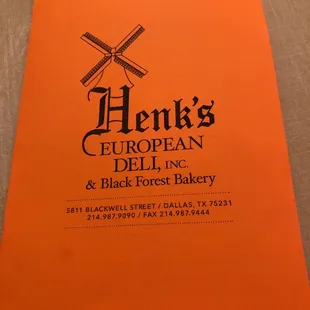 Henk's
EUROPEAN
DELI, INC.
& Black Forest Bakery
5811 BLACKWELL STREET / DALLAS, TX 75231
214.987.9090 / FAX 214.987.9444